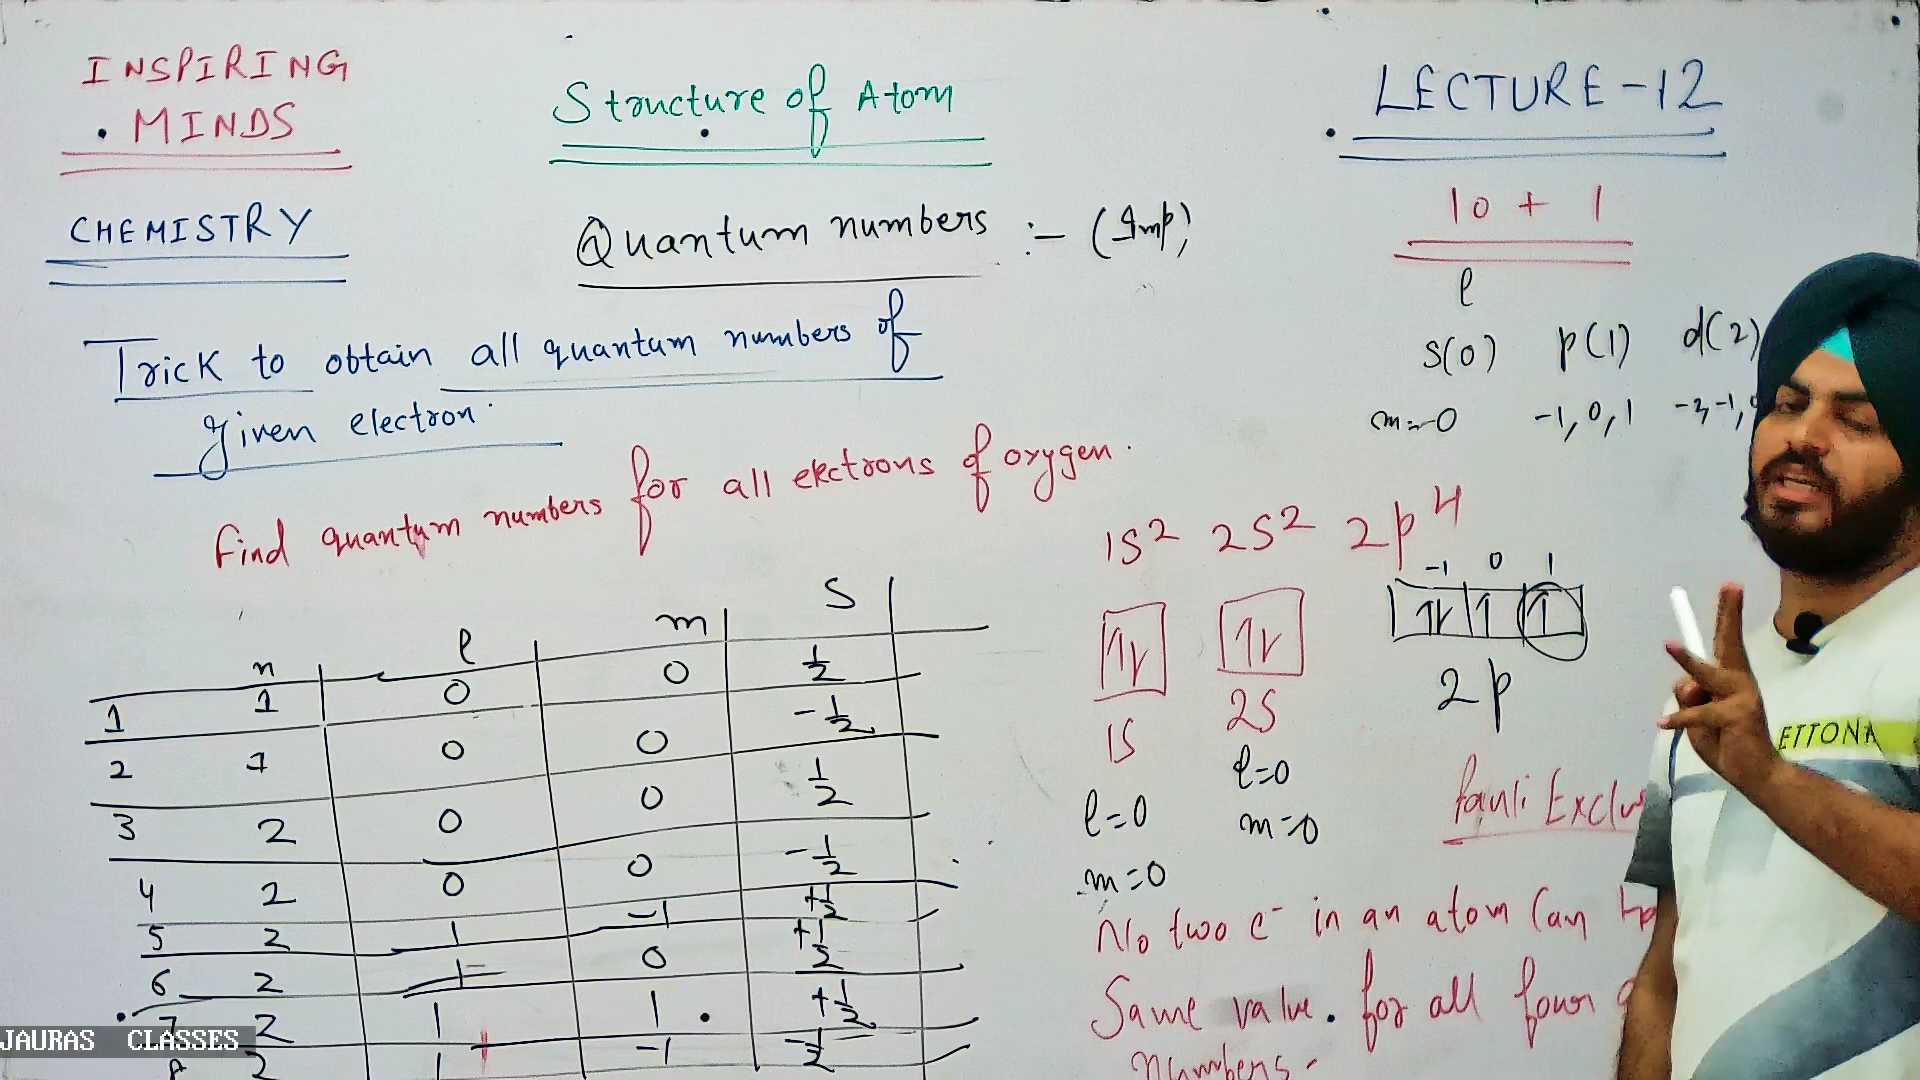 INSPIRING
MINDS
Structure of Atom
LECTURE-12
CHEMISTRY
Quantum numbers :- (Imp)
10 + 1
l
s(0) p(1) d(2)
m=0 -1, 0, 1 -2, -1,
Trick to obtain all quantum numbers of
given electron.
Find quantum numbers for all electrons of oxygen.
1S² 2S² 2p⁴
-1 0 1
1S 2S 2p
l=0 l=0
m=0 m=0
n l m S
1 1 0 0 1/2
2 1 0 0 -1/2
3 2 0 0 1/2
4 2 0 0 -1/2
5 2 1 -1 +1/2
6 2 1 0 +1/2
7 2 1 1 +1/2
8 2 1 -1 -1/2
Pauli
No two e⁻ in an atom can
Same value for all four
Numbers.
ETTONA
JAURAS CLASSES